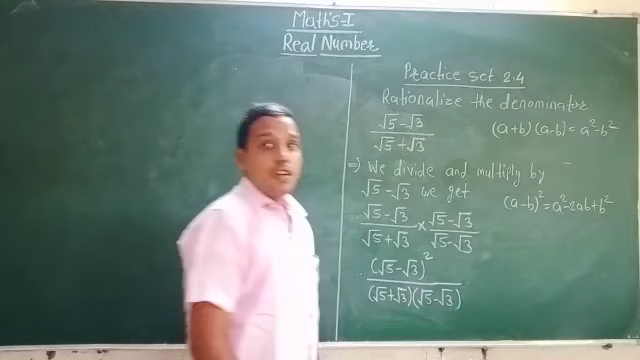 Math's-I
Real Number
Practice set 2.4
Rationalize the denominator
√5-√3 / √5+√3
(a+b)(a-b)=a²-b²
⇒ We divide and multiply by
√5-√3 we get
√5-√3 / √5+√3 × √5-√3 / √5-√3
(a-b)²=a²-2ab+b²
(√5-√3)² / (√5+√3)(√5-√3)